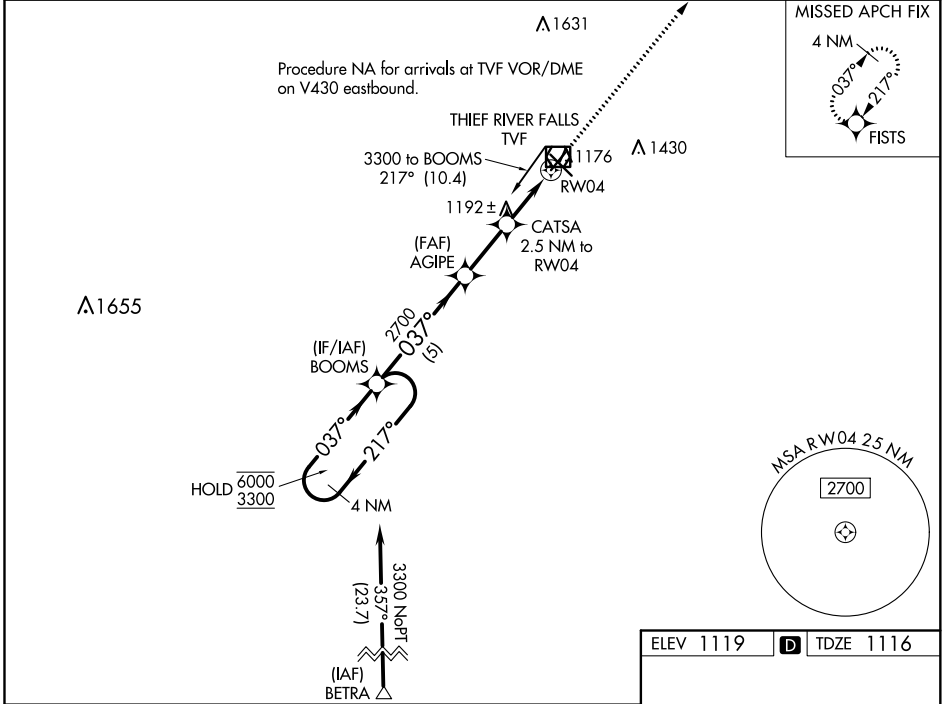 1631
MISSED APCH FIX
4 NM
037°
217°
FISTS
Procedure NA for arrivals at TVF VOR/DME
on V430 eastbound.
THIEF RIVER FALLS
TVF
3300 to BOOMS
217° (10.4)
1176
1430
RW04
1192 ±
CATSA
2.5 NM to
RW04
(FAF)
AGIPE
1655
2700
037°
(5)
(IF/IAF)
BOOMS
037°
217°
HOLD 6000
3300
4 NM
MSA RW04 25 NM
2700
3300 NoPT
357°
(23.7)
(IAF)
BETRA
ELEV 1119 D TDZE 1116